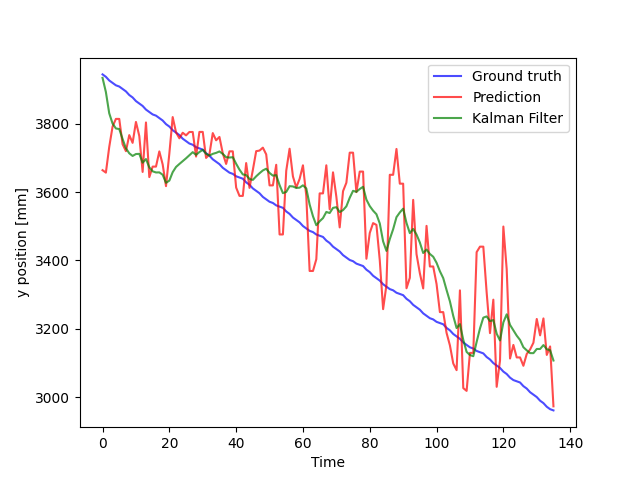 Ground truth
Prediction
Kalman Filter
y position [mm]
3800
3600
3400
3200
3000
0 20 40 60 80 100 120 140
Time